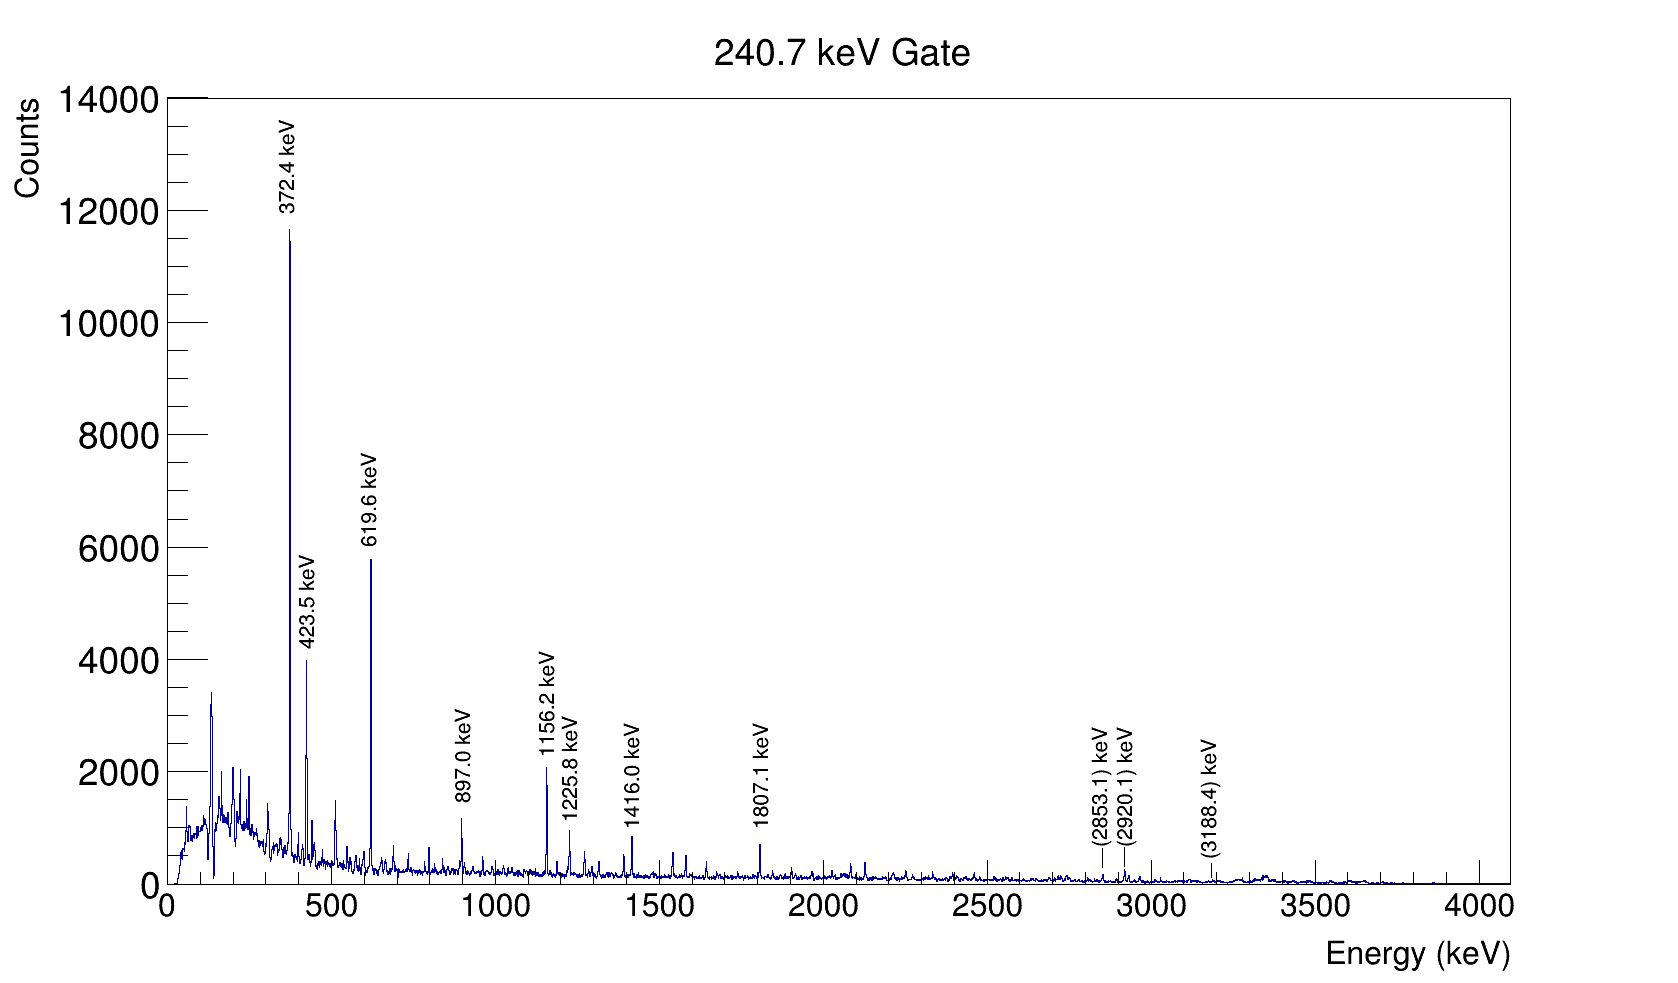 240.7 keV Gate
Counts
14000
12000
10000
8000
6000
4000
2000
0
372.4 keV
423.5 keV
619.6 keV
897.0 keV
1156.2 keV
1225.8 keV
1416.0 keV
1807.1 keV
(2853.1) keV
(2920.1) keV
(3188.4) keV
0 500 1000 1500 2000 2500 3000 3500 4000
Energy (keV)